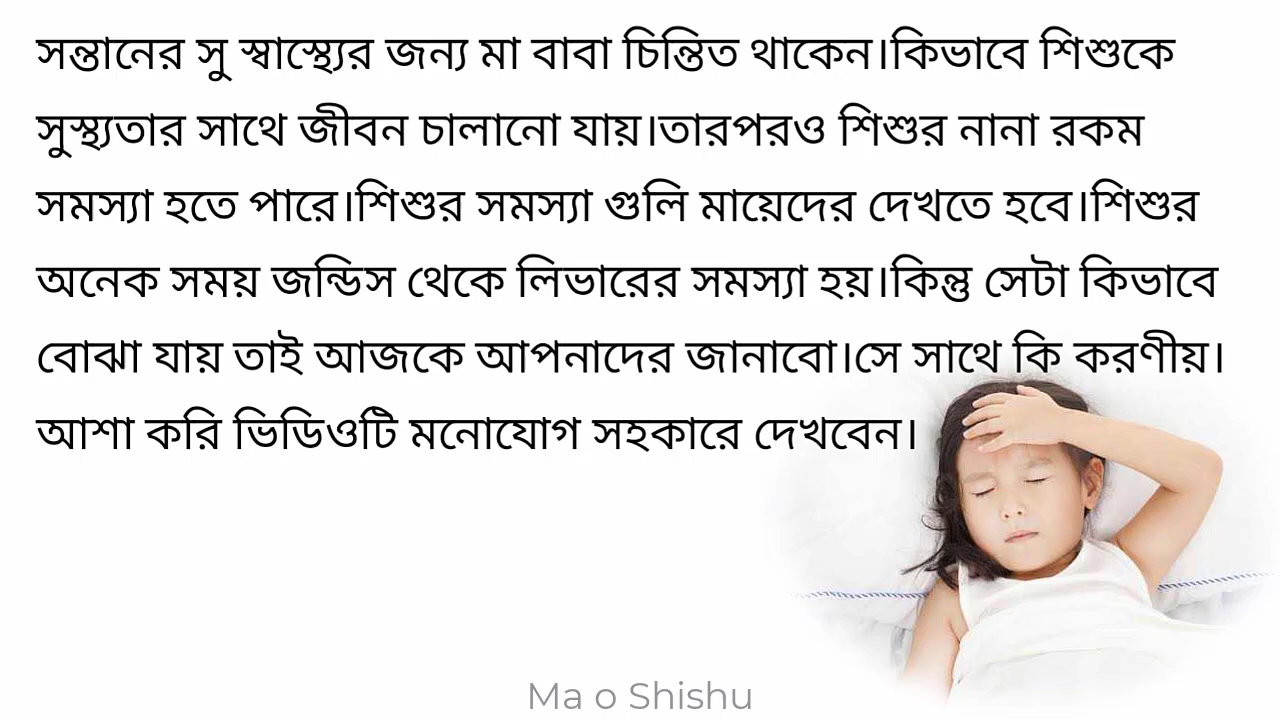 সন্তানের সু স্বাস্থ্যের জন্য মা বাবা চিন্তিত থাকেন।কিভাবে শিশুকে
সুস্থ্যতার সাথে জীবন চালানো যায়।তারপরও শিশুর নানা রকম
সমস্যা হতে পারে।শিশুর সমস্যা গুলি মায়েদের দেখতে হবে।শিশুর
অনেক সময় জন্ডিস থেকে লিভারের সমস্যা হয়।কিন্তু সেটা কিভাবে
বোঝা যায় তাই আজকে আপনাদের জানাবো।সে সাথে কি করণীয়।
আশা করি ভিডিওটি মনোযোগ সহকারে দেখবেন।
Ma o Shishu